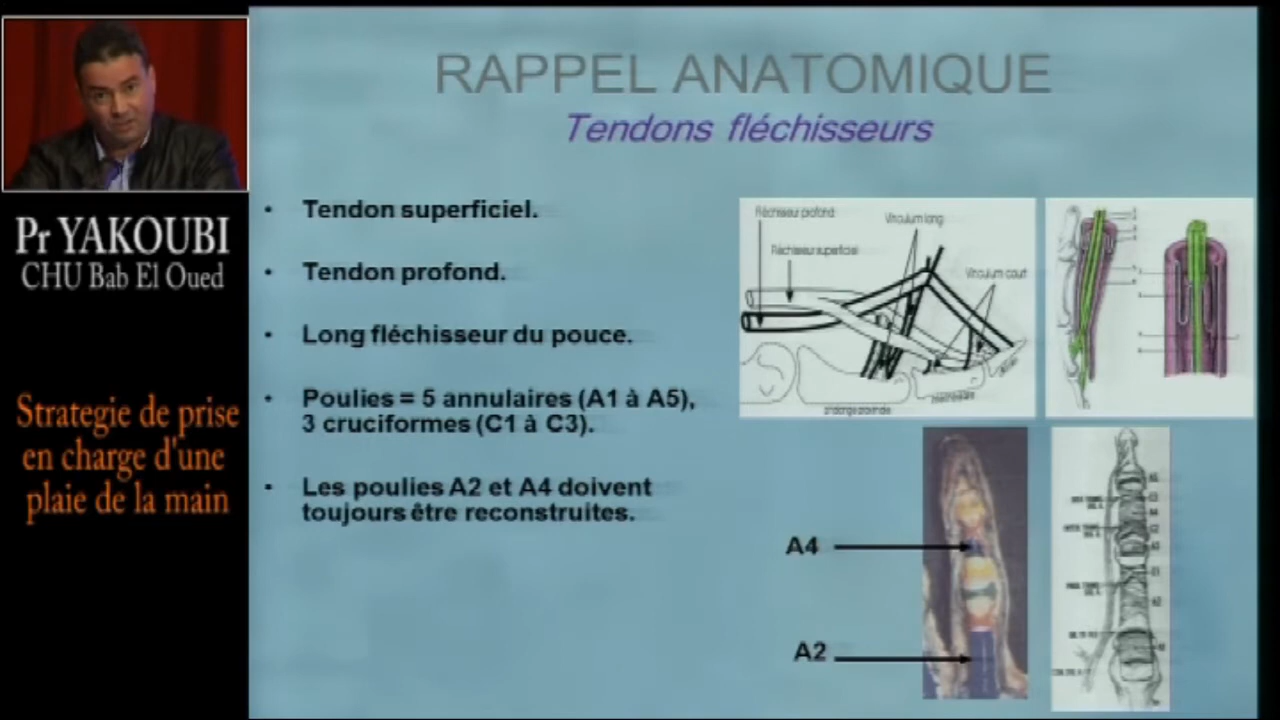 Pr YAKOUBI
CHU Bab El Oued
Strategie de prise
en charge d'une
plaie de la main
RAPPEL ANATOMIQUE
Tendons fléchisseurs
• Tendon superficiel.
• Tendon profond.
• Long fléchisseur du pouce.
• Poulies = 5 annulaires (A1 à A5),
3 cruciformes (C1 à C3).
• Les poulies A2 et A4 doivent
toujours être reconstruites.
Fléchisseur profond
Vinculum long
Fléchisseur superficiel
Vinculum court
A4
A2